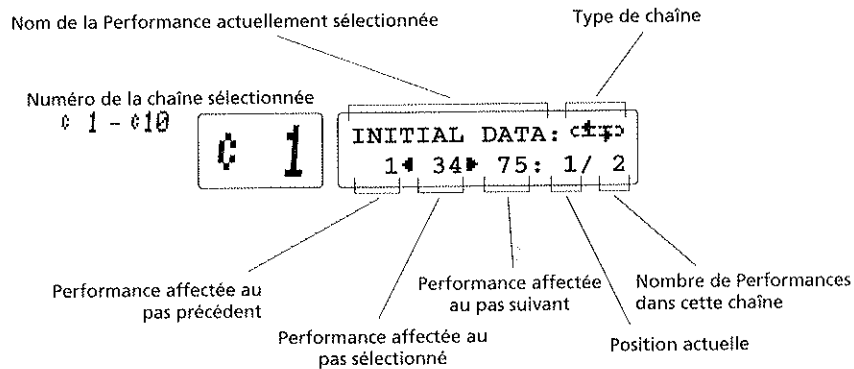 Nom de la Performance actuellement sélectionnée
Type de chaîne
Numéro de la chaîne sélectionnée
¢ 1 - ¢10
¢ 1
INITIAL DATA:
1◀ 34▶ 75: 1/ 2
Performance affectée au
pas précédent
Performance affectée au
pas sélectionné
Performance affectée
au pas suivant
Position actuelle
Nombre de Performances
dans cette chaîne